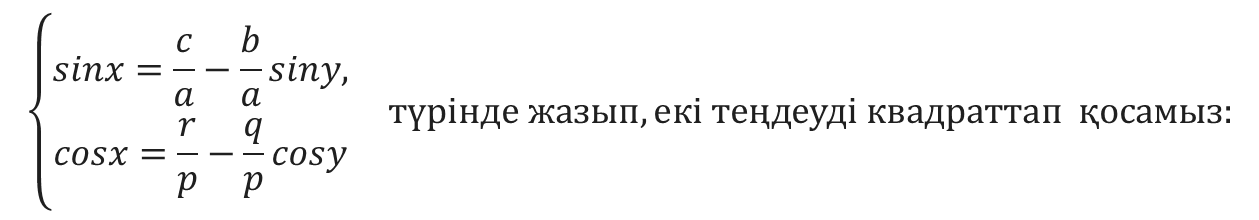 sinx = c/a − b/a siny,
cosx = r/p − q/p cosy
түрінде жазып, екі теңдеуді квадраттап қосамыз: